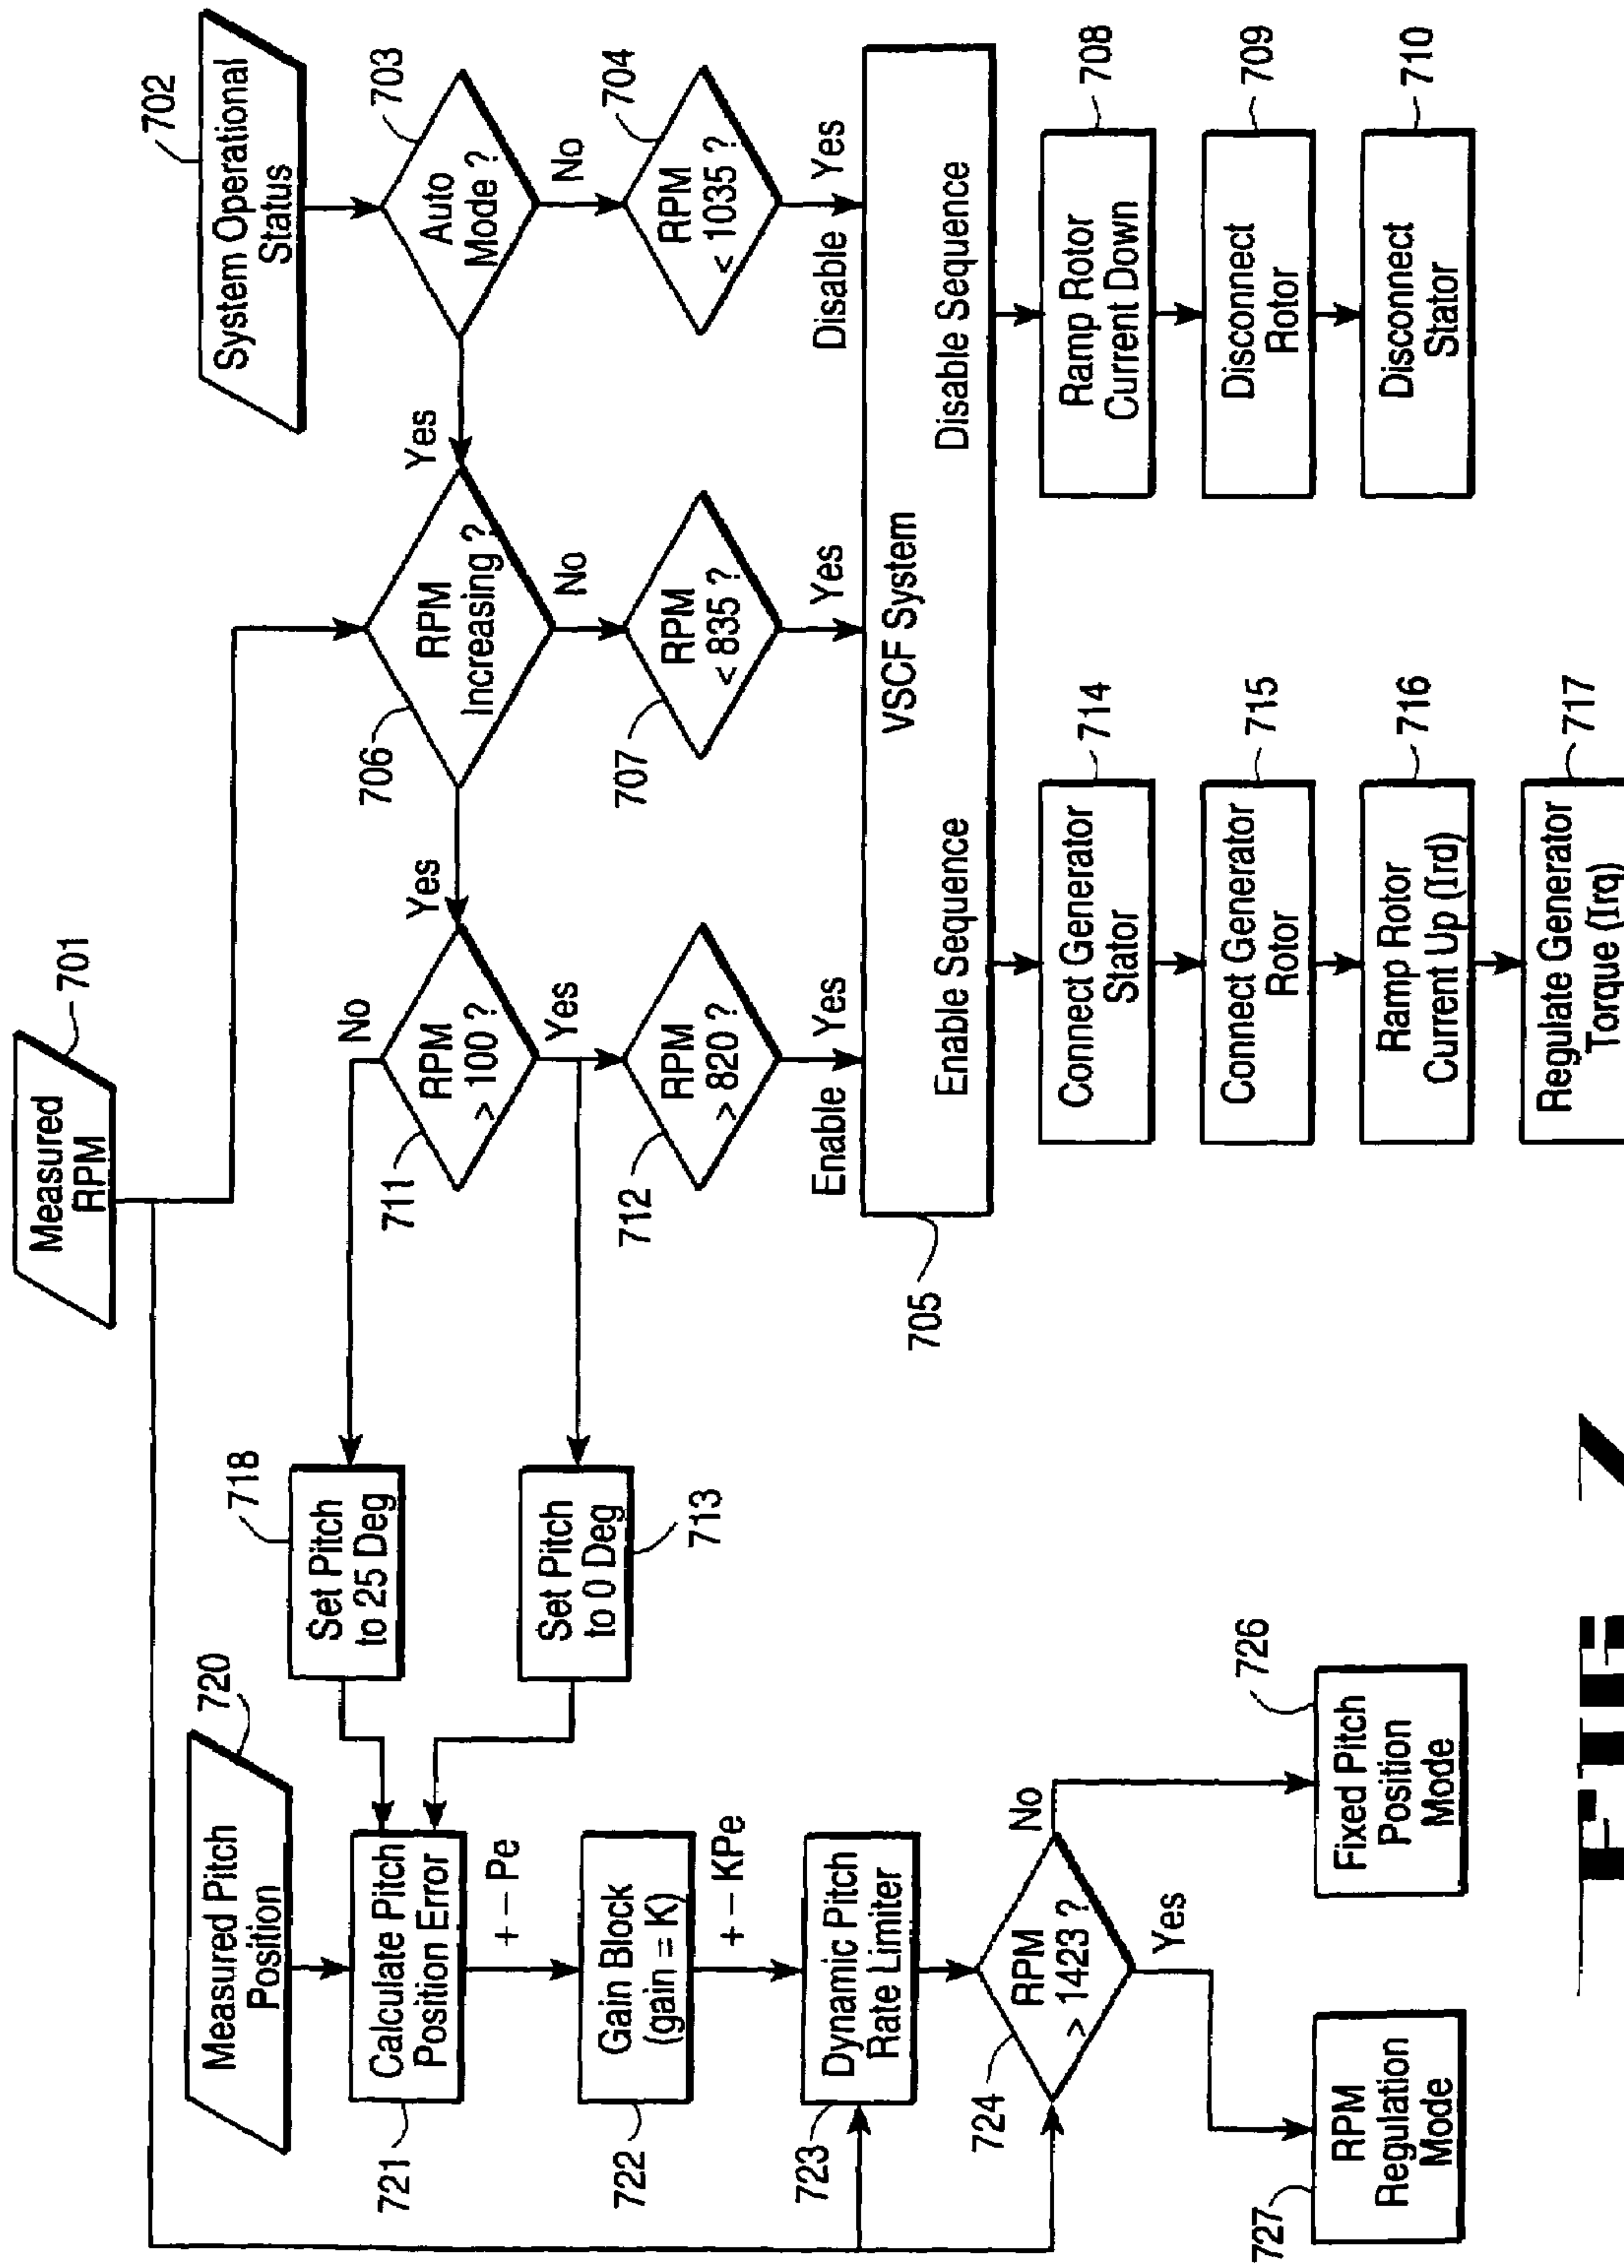 Measured
RPM
701
702
System Operational
Status
703
Auto
Mode ?
No
Yes
704
RPM
< 1035 ?
Disable
Yes
706
RPM
Increasing ?
No
Yes
707
RPM
< 835 ?
Yes
711
RPM
> 100 ?
No
Yes
712
RPM
> 820 ?
Enable
Yes
705
VSCF System
Enable Sequence
Disable Sequence
Ramp Rotor
Current Down
708
Disconnect
Rotor
709
Disconnect
Stator
710
Connect Generator
Stator
714
Connect Generator
Rotor
715
Ramp Rotor
Current Up (Ird)
716
Regulate Generator
Torque (Irq)
717
718
Set Pitch
to 25 Deg
Set Pitch
to 0 Deg
713
720
Measured Pitch
Position
721
Calculate Pitch
Position Error
+ – Pe
722
Gain Block
(gain = K)
+ – KPe
723
Dynamic Pitch
Rate Limiter
724
RPM
> 1423 ?
No
Yes
726
Fixed Pitch
Position
Mode
727
RPM
Regulation
Mode